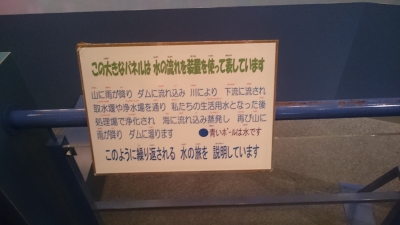 この大きなパネルは 水の流れを装置を使って表しています
山に雨が降り ダムに流れ込み 川により 下流に流され
取水堰や浄水場を通り 私たちの生活用水となった後
処理場で浄化され 海に流れ込み蒸発し 再び山に
雨が降り ダムに溜ります ●青いボールは水です
このように繰り返される 水の旅を 説明しています